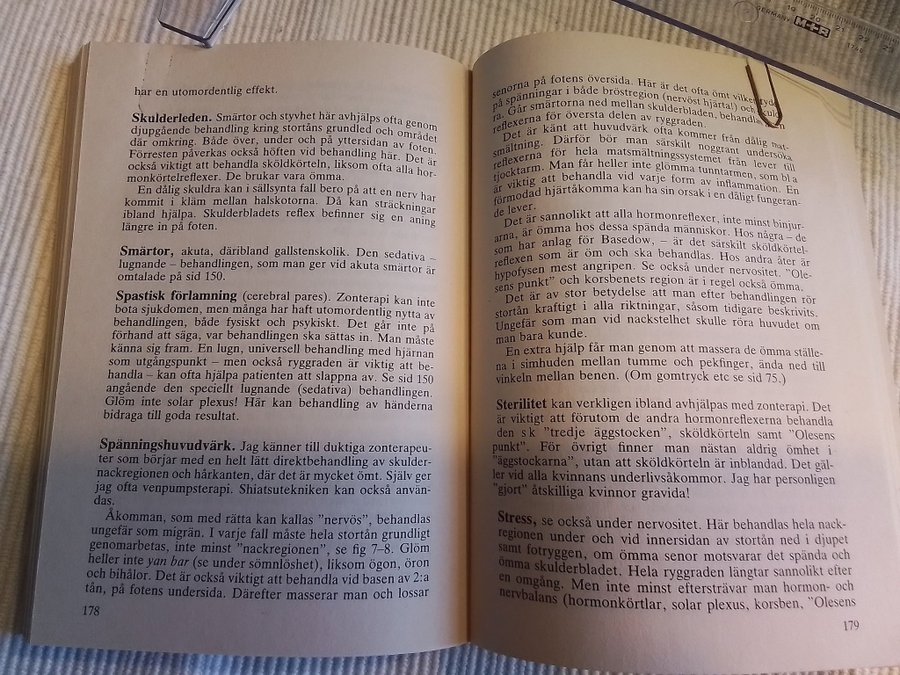 har en utomordentlig effekt.
Skulderleden. Smärtor och styvhet här avhjälps ofta genom
djupgående behandling kring stortåns grundled och området
där omkring. Både över, under och på yttersidan av foten.
Förresten påverkas också höften vid behandling här. Det är
också viktigt att behandla sköldkörteln, liksom ofta alla hor-
monkörtelreflexer. De brukar vara ömma.
En dålig skuldra kan i sällsynta fall bero på att en nerv har
kommit i kläm mellan halskotorna. Då kan sträckningar
ibland hjälpa. Skulderbladets reflex befinner sig en aning
längre in på foten.
Smärtor, akuta, däribland gallstenskolik. Den sedativa –
lugnande – behandlingen, som man ger vid akuta smärtor är
omtalade på sid 150.
Spastisk förlamning (cerebral pares). Zonterapi kan inte
bota sjukdomen, men många har haft utomordentlig nytta av
behandlingen, både fysiskt och psykiskt. Det går inte på
förhand att säga, var behandlingen ska sättas in. Man måste
känna sig fram. En lugn, universell behandling med hjärnan
som utgångspunkt – men också ryggraden är viktig att be-
handla – kan ofta hjälpa patienten att slappna av. Se sid 150
angående den speciellt lugnande (sedativa) behandlingen.
Glöm inte solar plexus! Här kan behandling av händerna
bidraga till goda resultat.
Spänningshuvudvärk. Jag känner till duktiga zonterapeu-
ter som börjar med en helt lätt direktbehandling av skulder-
nackregionen och hårkanten, där det är mycket ömt. Själv ger
jag ofta venpumpsterapi. Shiatsutekniken kan också använ-
das.
Åkomman, som med rätta kan kallas "nervös", behandlas
ungefär som migrän. I varje fall måste hela stortån grundligt
genomarbetas, inte minst "nackregionen", se fig 7–8. Glöm
heller inte yan bar (se under sömnlöshet), liksom ögon, öron
och bihålor. Det är också viktigt att behandla vid basen av 2:a
tån, på fotens undersida. Därefter masserar man och lossar
178
senorna på fotens översida. Här är det ofta ömt vilket tyder
på spänningar i både bröstregion (nervöst hjärta!) och skuld-
ra. Går smärtorna ned mellan skulderbladen, behandlas även
reflexerna för översta delen av ryggraden.
Det är känt att huvudvärk ofta kommer från dålig mat-
smältning. Därför bör man särskilt noggrant undersöka
reflexerna för hela matsmältningssystemet från lever till
tjocktarm. Man får heller inte glömma tunntarmen, som bl a
är viktig att behandla vid varje form av inflammation. En
förmodad hjärtåkomma kan ha sin orsak i en dåligt fungeran-
de lever.
Det är sannolikt att alla hormonreflexer, inte minst binjur-
arna, är ömma hos dessa spända människor. Hos några – de
som har anlag för Basedow, – är det särskilt sköldkörtel-
reflexen som är öm och ska behandlas. Hos andra åter är
hypofysen mest angripen. Se också under nervositet. "Ole-
sens punkt" och korsbenets region är i regel också ömma.
Det är av stor betydelse att man efter behandlingen rör
stortån kraftigt i alla riktningar, såsom tidigare beskrivits.
Ungefär som man vid nackstelhet skulle röra huvudet om
man bara kunde.
En extra hjälp får man genom att massera de ömma ställe-
na i simhuden mellan tumme och pekfinger, ända ned till
vinkeln mellan benen. (Om gomtryck etc se sid 75.)
Sterilitet kan verkligen ibland avhjälpas med zonterapi. Det
är viktigt att förutom de andra hormonreflexerna behandla
den s k "tredje äggstocken", sköldkörteln samt "Olesens
punkt". För övrigt finner man nästan aldrig ömhet i
"äggstockarna", utan att sköldkörteln är inblandad. Det gäl-
ler vid alla kvinnans underlivsåkommor. Jag har personligen
"gjort" åtskilliga kvinnor gravida!
Stress, se också under nervositet. Här behandlas hela nack-
regionen under och vid innersidan av stortån ned i djupet
samt fotryggen, om ömma senor motsvarar det spända och
ömma skulderbladet. Hela ryggraden längtar sannolikt efter
en omgång. Men inte minst eftersträvar man hormon- och
nervbalans (hormonkörtlar, solar plexus, korsben, "Olesens
179
GERMANY
M+R
19 20 21 22 23